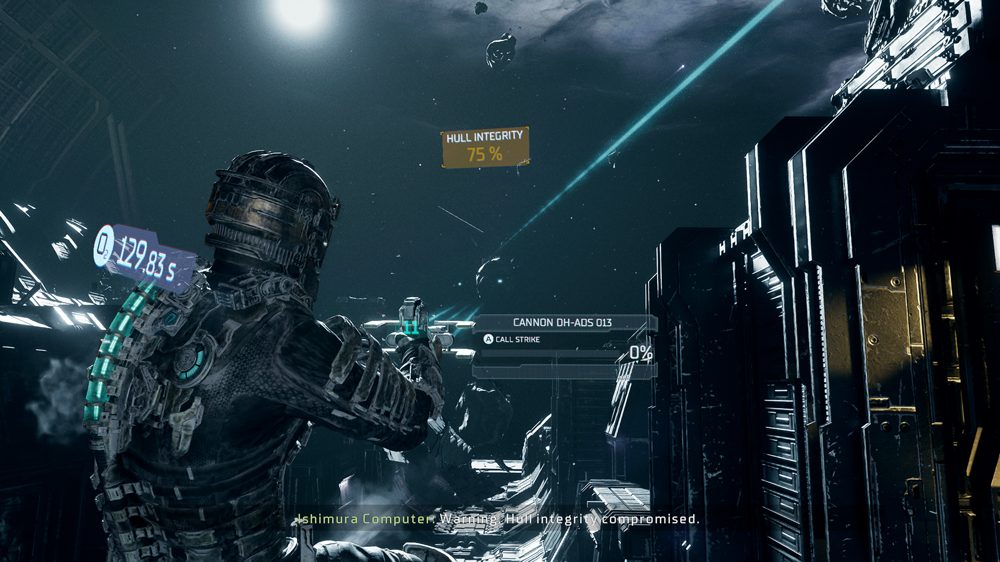 HULL INTEGRITY
75 %
O2 129.83 s
CANNON DH-ADS 013
A CALL STRIKE
0%
Ishimura Computer: Warning. Hull integrity compromised.